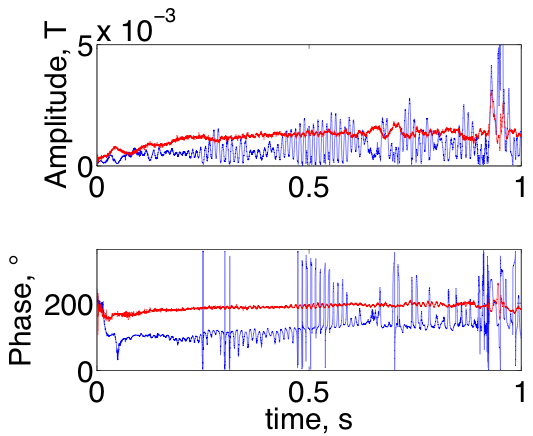 x 10⁻³
5
Amplitude, T
0
0 0.5 1
200
Phase, °
0
0 0.5 1
time, s